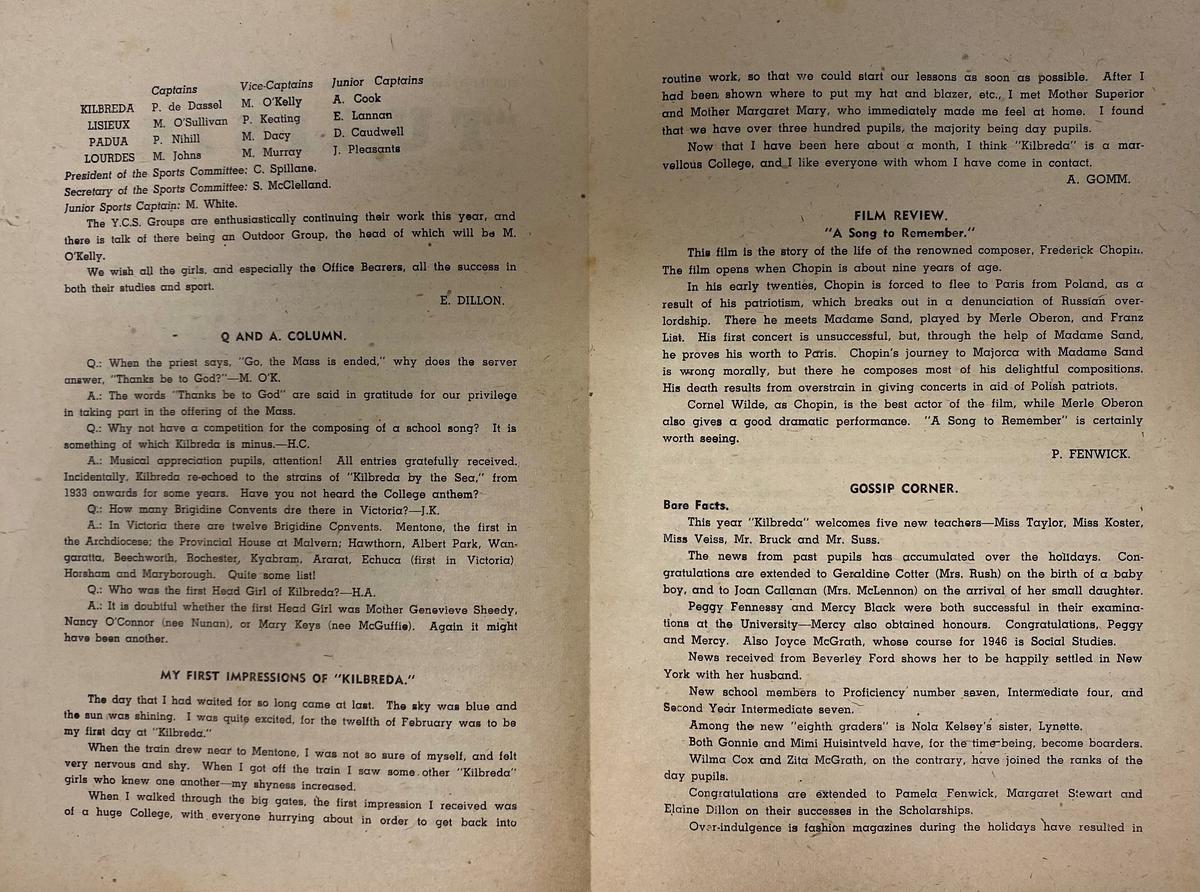 Captains Vice-Captains Junior Captains
KILBREDA P. de Dassel M. O'Kelly A. Cook
LISIEUX M. O'Sullivan P. Keating E. Lannan
PADUA P. Nihill M. Dacy D. Caudwell
LOURDES M. Johns M. Murray J. Pleasants
President of the Sports Committee: C. Spillane.
Secretary of the Sports Committee: S. McClelland.
Junior Sports Captain: M. White.
The Y.C.S. Groups are enthusiastically continuing their work this year, and
there is talk of there being an Outdoor Group, the head of which will be M.
O'Kelly.
We wish all the girls, and especially the Office Bearers, all the success in
both their studies and sport.
E. DILLON.
Q AND A. COLUMN.
Q.: When the priest says, "Go, the Mass is ended," why does the server
answer, "Thanks be to God?"—M. O'K.
A.: The words "Thanks be to God" are said in gratitude for our privilege
in taking part in the offering of the Mass.
Q.: Why not have a competition for the composing of a school song? It is
something of which Kilbreda is minus.—H.C.
A.: Musical appreciation pupils, attention! All entries gratefully received.
Incidentally, Kilbreda re-echoed to the strains of "Kilbreda by the Sea," from
1933 onwards for some years. Have you not heard the College anthem?
Q.: How many Brigidine Convents are there in Victoria?—J.K.
A.: In Victoria there are twelve Brigidine Convents. Mentone, the first in
the Archdiocese; the Provincial House at Malvern; Hawthorn, Albert Park, Wan-
garatta, Beechworth, Rochester, Kyabram, Ararat, Echuca (first in Victoria)
Horsham and Maryborough. Quite some list!
Q.: Who was the first Head Girl of Kilbreda?—H.A.
A.: It is doubtful whether the first Head Girl was Mother Genevieve Sheedy,
Nancy O'Connor (nee Nunan), or Mary Keys (nee McGuffie). Again it might
have been another.
MY FIRST IMPRESSIONS OF "KILBREDA."
The day that I had waited for so long came at last. The sky was blue and
the sun was shining. I was quite excited, for the twelfth of February was to be
my first day at "Kilbreda."
When the train drew near to Mentone, I was not so sure of myself, and felt
very nervous and shy. When I got off the train I saw some other "Kilbreda"
girls who knew one another—my shyness increased.
When I walked through the big gates, the first impression I received was
of a huge College, with everyone hurrying about in order to get back into
routine work, so that we could start our lessons as soon as possible. After I
had been shown where to put my hat and blazer, etc., I met Mother Superior
and Mother Margaret Mary, who immediately made me feel at home. I found
that we have over three hundred pupils, the majority being day pupils.
Now that I have been here about a month, I think "Kilbreda" is a mar-
vellous College, and I like everyone with whom I have come in contact.
A. GOMM.
FILM REVIEW.
"A Song to Remember."
This film is the story of the life of the renowned composer, Frederick Chopin.
The film opens when Chopin is about nine years of age.
In his early twenties, Chopin is forced to flee to Paris from Poland, as a
result of his patriotism, which breaks out in a denunciation of Russian over-
lordship. There he meets Madame Sand, played by Merle Oberon, and Franz
List. His first concert is unsuccessful, but, through the help of Madame Sand,
he proves his worth to Paris. Chopin's journey to Majorca with Madame Sand
is wrong morally, but there he composes most of his delightful compositions.
His death results from overstrain in giving concerts in aid of Polish patriots.
Cornel Wilde, as Chopin, is the best actor of the film, while Merle Oberon
also gives a good dramatic performance. "A Song to Remember" is certainly
worth seeing.
P. FENWICK.
GOSSIP CORNER.
Bare Facts.
This year "Kilbreda" welcomes five new teachers—Miss Taylor, Miss Koster,
Miss Veiss, Mr. Bruck and Mr. Suss.
The news from past pupils has accumulated over the holidays. Con-
gratulations are extended to Geraldine Cotter (Mrs. Rush) on the birth of a baby
boy, and to Joan Callanan (Mrs. McLennon) on the arrival of her small daughter.
Peggy Fennessy and Mercy Black were both successful in their examina-
tions at the University—Mercy also obtained honours. Congratulations, Peggy
and Mercy. Also Joyce McGrath, whose course for 1946 is Social Studies.
News received from Beverley Ford shows her to be happily settled in New
York with her husband.
New school members to Proficiency number seven, Intermediate four, and
Second Year Intermediate seven.
Among the new "eighth graders" is Nola Kelsey's sister, Lynette.
Both Gonnie and Mimi Huisintveld have, for the time-being, become boarders.
Wilma Cox and Zita McGrath, on the contrary, have joined the ranks of the
day pupils.
Congratulations are extended to Pamela Fenwick, Margaret Stewart and
Elaine Dillon on their successes in the Scholarships.
Over-indulgence is fashion magazines during the holidays have resulted in